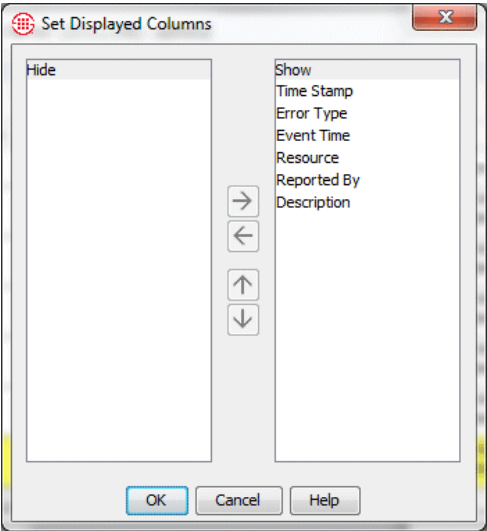 Set Displayed Columns
Hide
Show
Time Stamp
Error Type
Event Time
Resource
Reported By
Description
OK
Cancel
Help